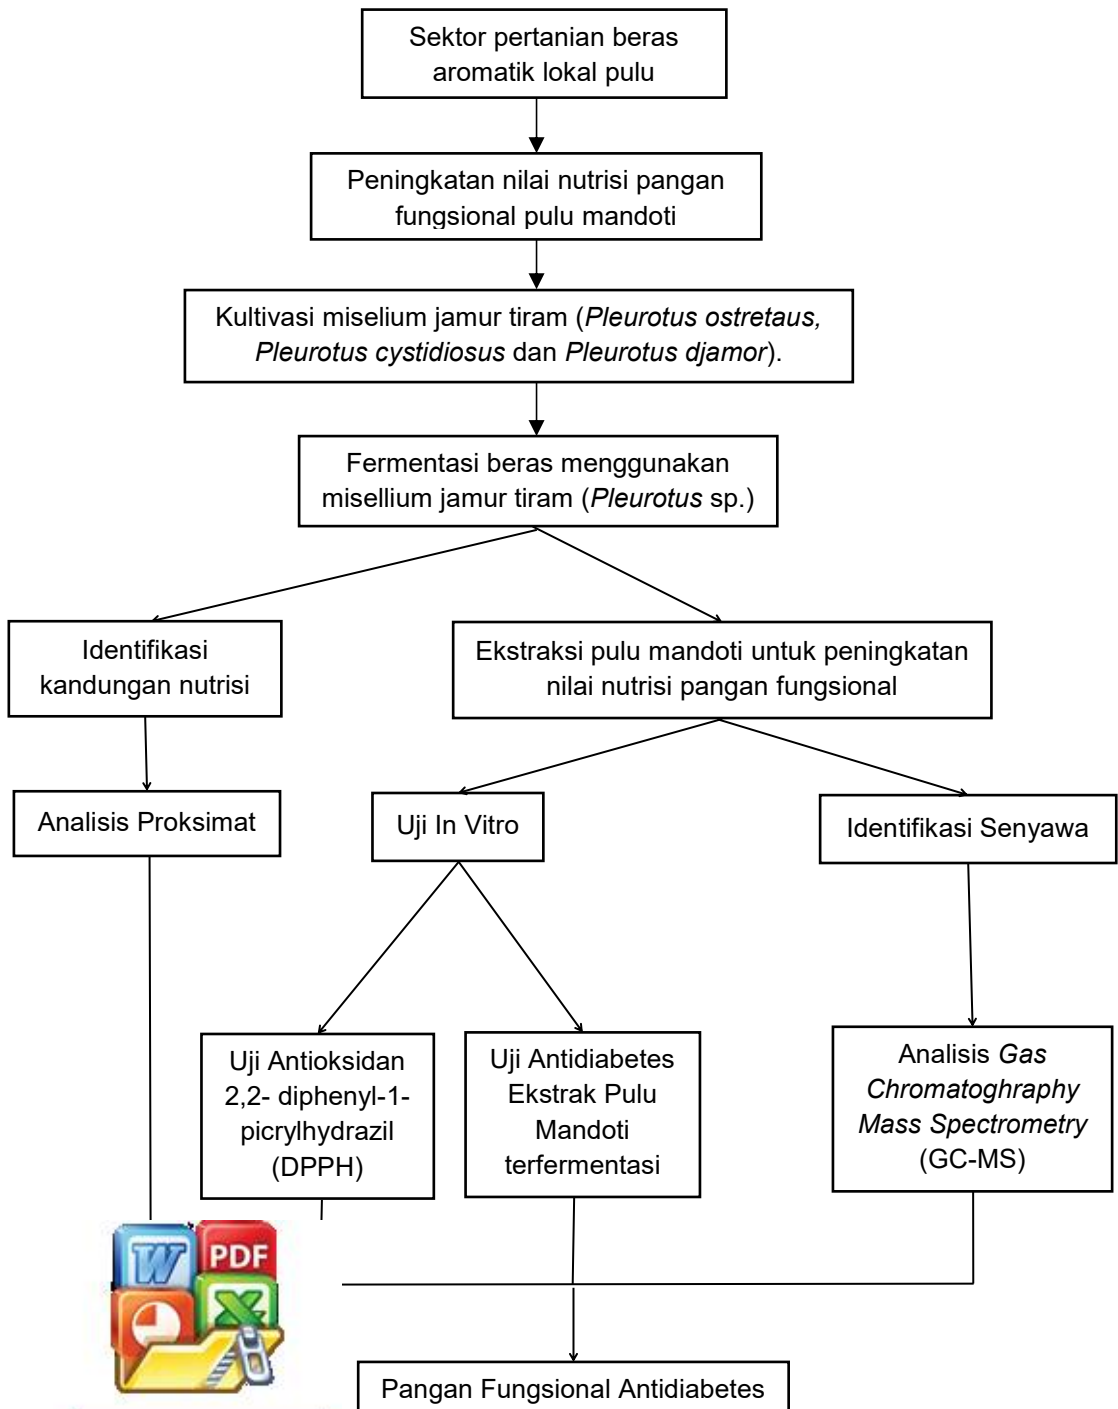 Sektor pertanian beras
aromatik lokal pulu
Peningkatan nilai nutrisi pangan
fungsional pulu mandoti
Kultivasi miselium jamur tiram (Pleurotus ostretaus,
Pleurotus cystidiosus dan Pleurotus djamor).
Fermentasi beras menggunakan
misellium jamur tiram (Pleurotus sp.)
Identifikasi
kandungan nutrisi
Ekstraksi pulu mandoti untuk peningkatan
nilai nutrisi pangan fungsional
Analisis Proksimat
Uji In Vitro
Identifikasi Senyawa
Uji Antioksidan
2,2- diphenyl-1-
picrylhydrazil
(DPPH)
Uji Antidiabetes
Ekstrak Pulu
Mandoti
terfermentasi
Analisis Gas
Chromatoghraphy
Mass Spectrometry
(GC-MS)
W
PDF
X
Pangan Fungsional Antidiabetes